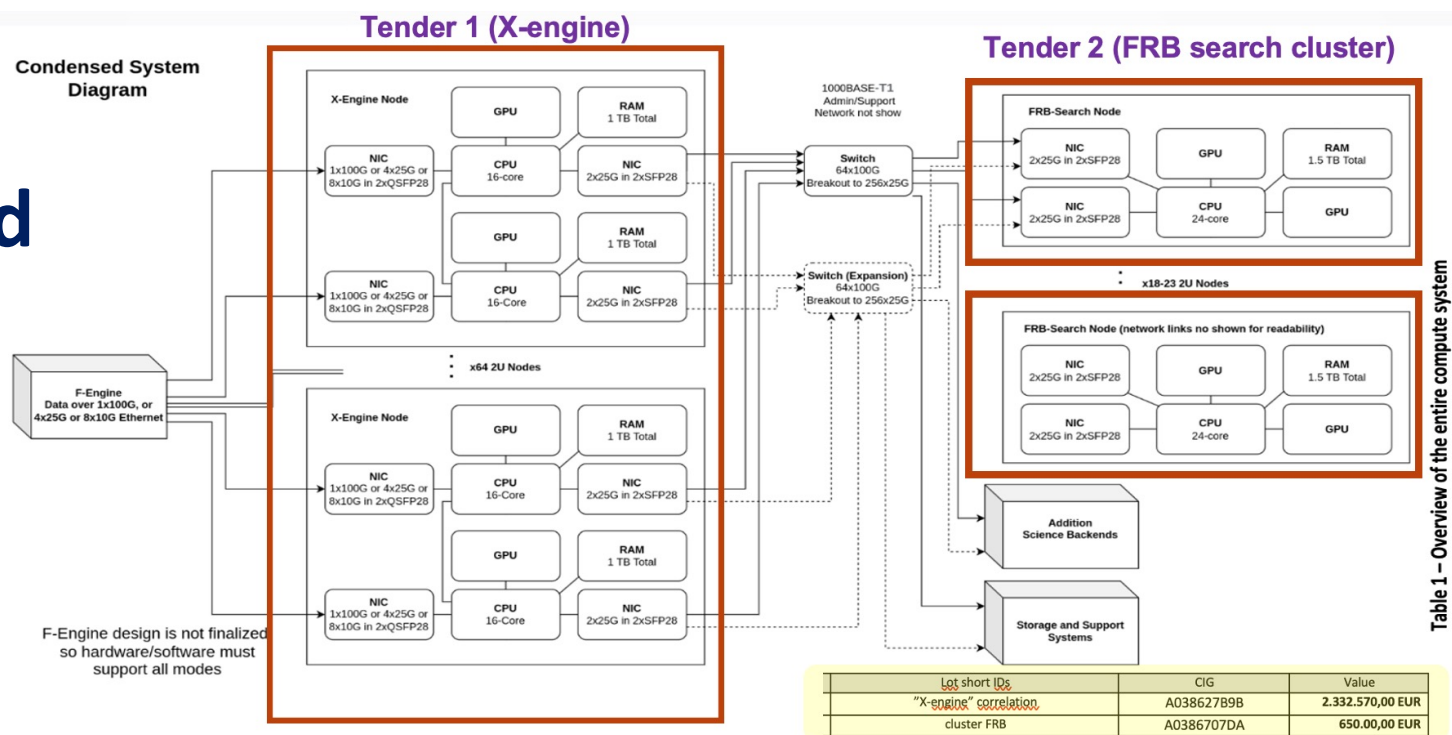 Tender 1 (X-engine)
Tender 2 (FRB search cluster)
Condensed System
Diagram
d
X-Engine Node
GPU
RAM
1 TB Total
NIC
1x100G or 4x25G or
8x10G in 2xQSFP28
CPU
16-core
NIC
2x25G in 2xSFP28
GPU
RAM
1 TB Total
NIC
1x100G or 4x25G or
8x10G in 2xQSFP28
CPU
16-Core
NIC
2x25G in 2xSFP28
x64 2U Nodes
F-Engine
Data over 1x100G, or
4x25G or 8x10G Ethernet
X-Engine Node
GPU
RAM
1 TB Total
NIC
1x100G or 4x25G or
8x10G in 2xQSFP28
CPU
16-Core
NIC
2x25G in 2xSFP28
GPU
RAM
1 TB Total
NIC
1x100G or 4x25G or
8x10G in 2xQSFP28
CPU
16-Core
NIC
2x25G in 2xSFP28
F-Engine design is not finalized
so hardware/software must
support all modes
1000BASE-T1
Admin/Support
Network not show
Switch
64x100G
Breakout to 256x25G
Switch (Expansion)
64x100G
Breakout to 256x25G
FRB-Search Node
NIC
2x25G in 2xSFP28
GPU
RAM
1.5 TB Total
NIC
2x25G in 2xSFP28
CPU
24-core
GPU
x18-23 2U Nodes
FRB-Search Node (network links no shown for readability)
NIC
2x25G in 2xSFP28
GPU
RAM
1.5 TB Total
NIC
2x25G in 2xSFP28
CPU
24-core
GPU
Addition
Science Backends
Storage and Support
Systems
Table 1 – Overview of the entire compute system
Lot short IDs CIG Value
"X-engine" correlation A038627B9B 2.332.570,00 EUR
cluster FRB A0386707DA 650.00,00 EUR